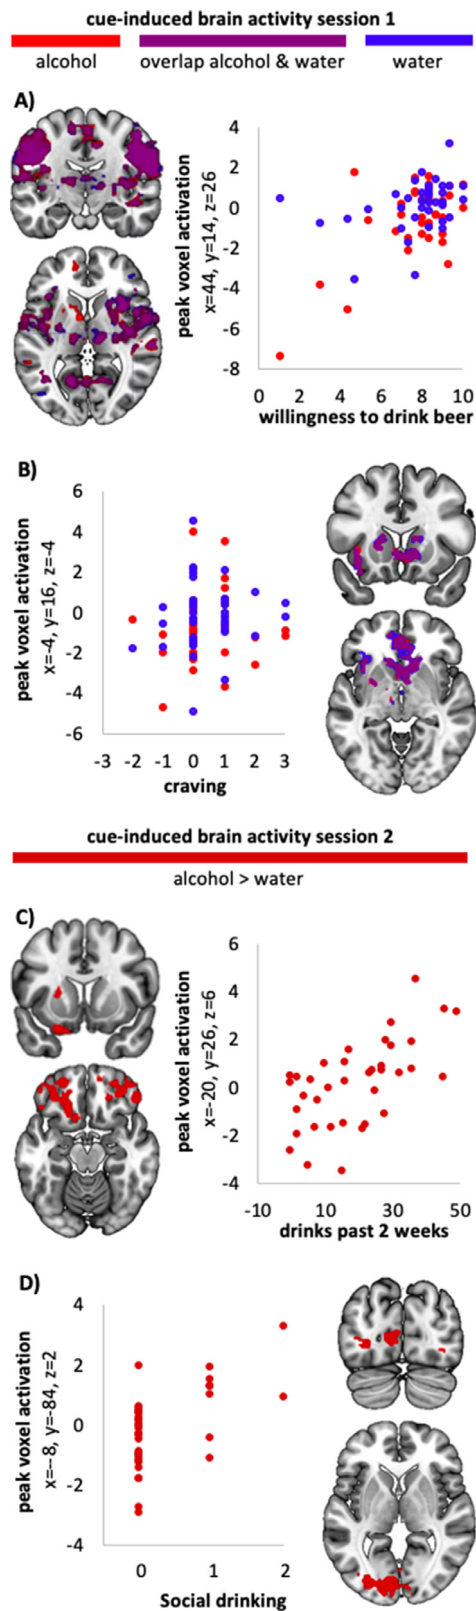 cue-induced brain activity session 1
alcohol
overlap alcohol & water
water
A)
peak voxel activation
x=44, y=14, z=26
4
2
0
-2
-4
-6
-8
0 2 4 6 8 10
willingness to drink beer
B)
peak voxel activation
x=-4, y=16, z=-4
6
4
2
0
-2
-4
-6
-3 -2 -1 0 1 2 3
craving
cue-induced brain activity session 2
alcohol > water
C)
peak voxel activation
x=-20, y=26, z=6
6
4
2
0
-2
-4
-10 10 30 50
drinks past 2 weeks
D)
peak voxel activation
x=--8, y=-84, z=2
4
2
0
-2
-4
0 1 2
Social drinking